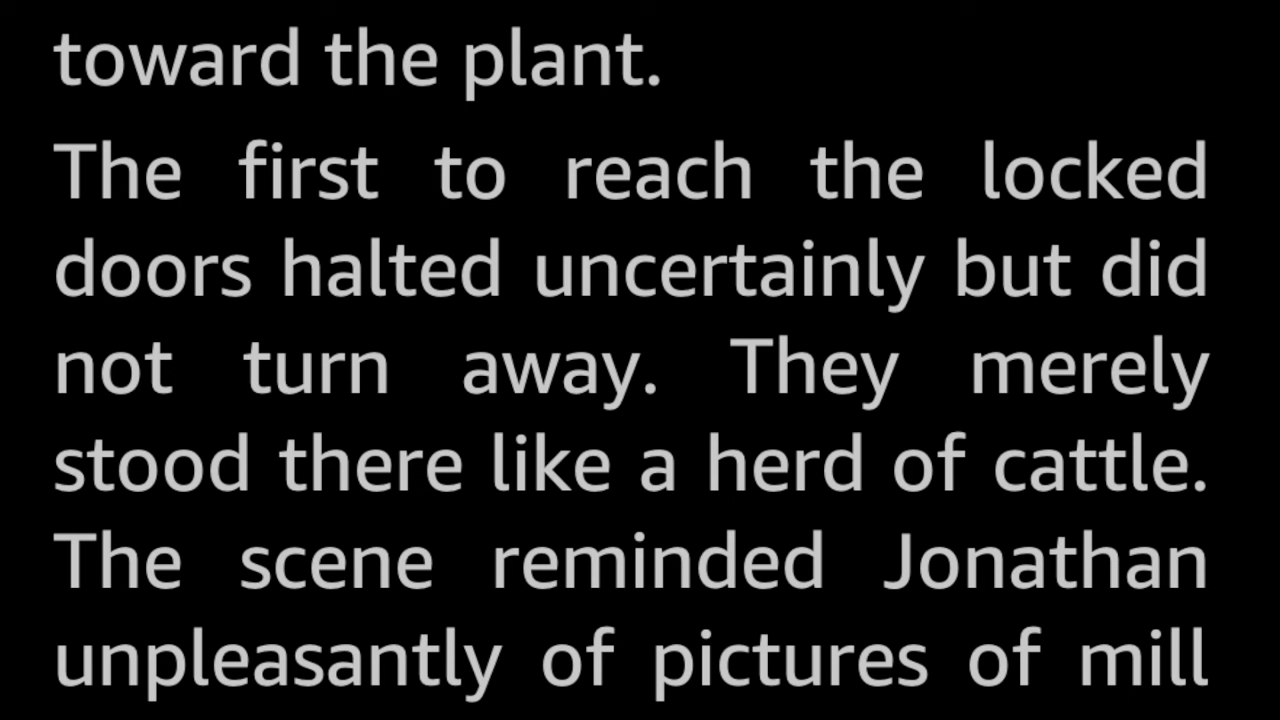 toward the plant.
The first to reach the locked
doors halted uncertainly but did
not turn away. They merely
stood there like a herd of cattle.
The scene reminded Jonathan
unpleasantly of pictures of mill